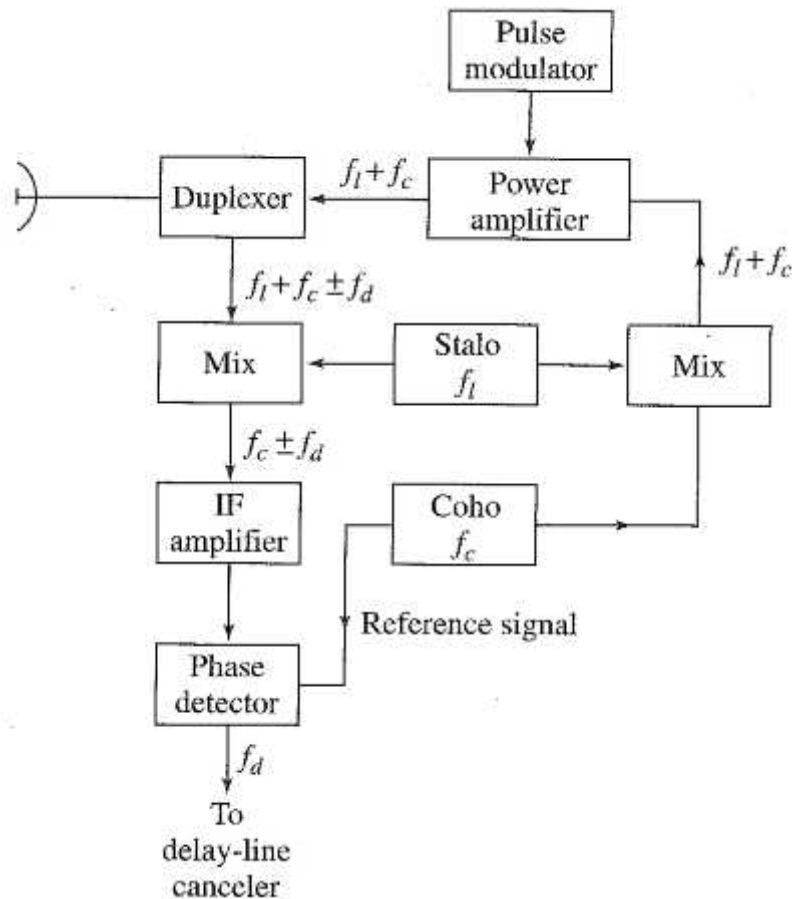 Pulse
modulator
Duplexer
f_l + f_c
Power
amplifier
f_l + f_c
f_l + f_c ± f_d
Mix
Stalo
f_l
Mix
f_c ± f_d
IF
amplifier
Coho
f_c
Reference signal
Phase
detector
f_d
To
delay-line
canceler